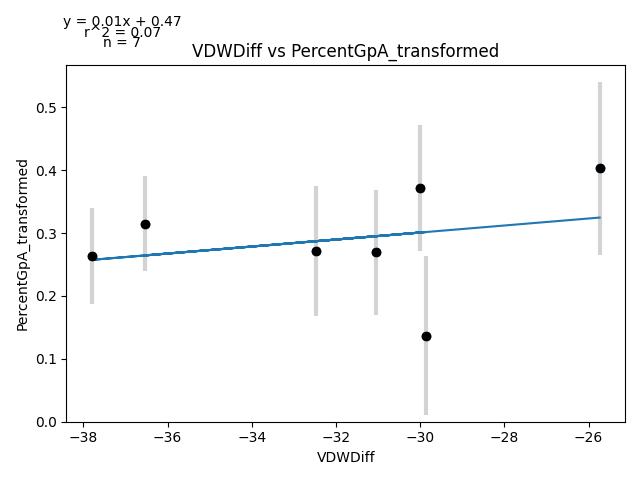 y = 0.01x + 0.47
r^2 = 0.07
n = 7
VDWDiff vs PercentGpA_transformed
PercentGpA_transformed
0.5
0.4
0.3
0.2
0.1
0.0
−38 −36 −34 −32 −30 −28 −26
VDWDiff